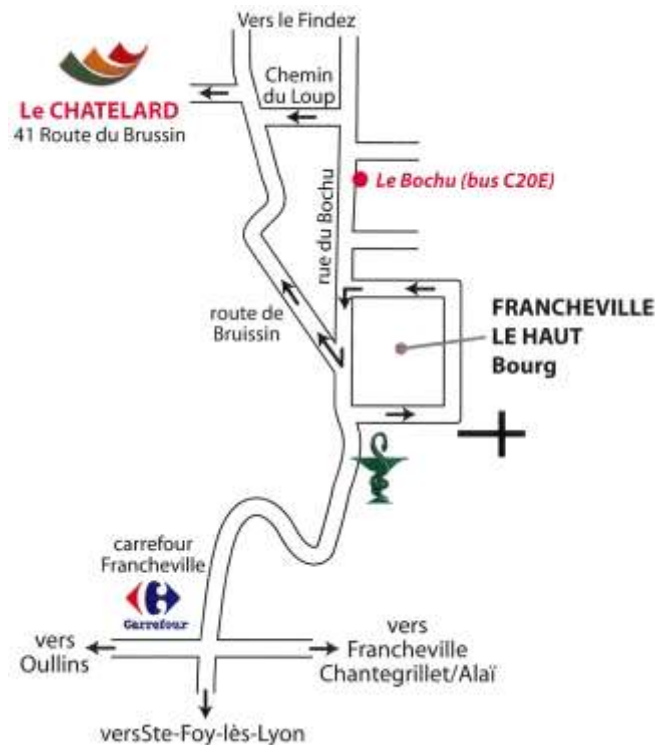 Vers le Findez
Chemin
du Loup
Le CHATELARD
41 Route du Brussin
Le Bochu (bus C20E)
rue du Bochu
route de
Bruissin
FRANCHEVILLE
LE HAUT
Bourg
carrefour
Francheville
Carrefour
vers
Oullins
vers
Francheville
Chantegrillet/Alaï
versSte-Foy-lès-Lyon